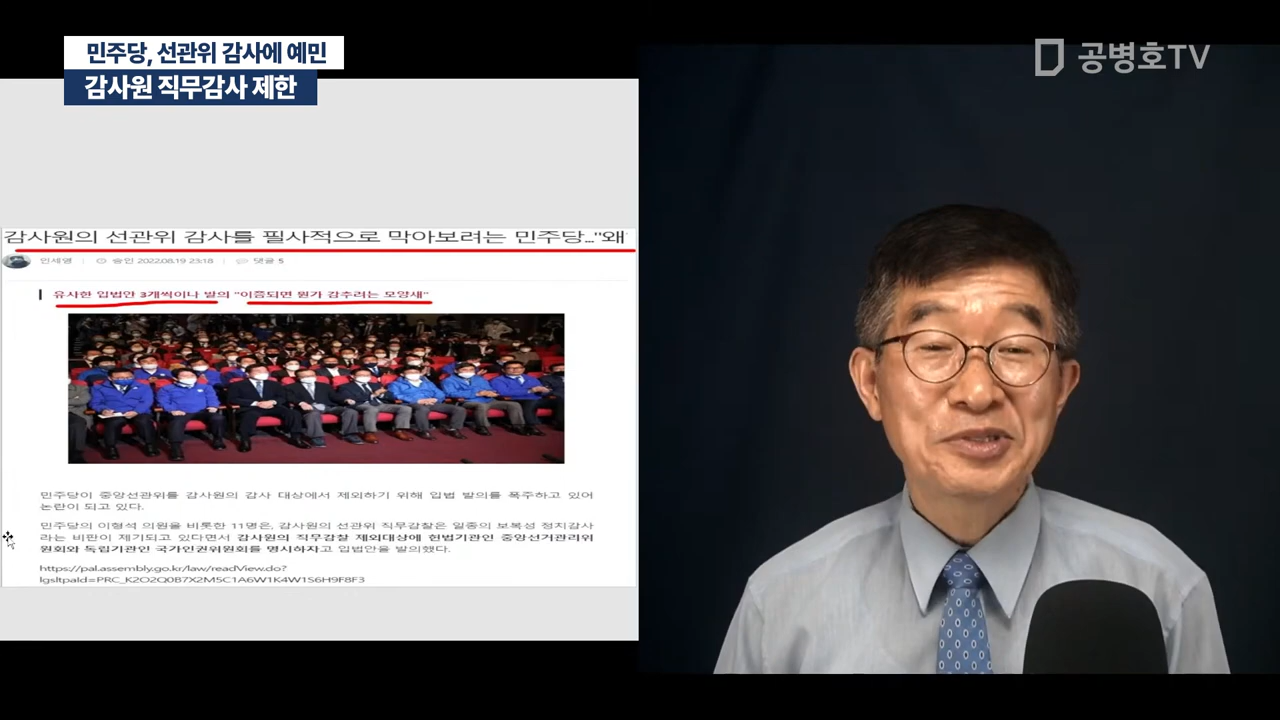 민주당, 선관위 감사에 예민
감사원 직무감사 제한
공병호TV
감사원의 선관위 감사를 필사적으로 막아보려는 민주당..."왜
인세영 승인 2022.08.19 23:18 댓글 5
유사한 입법안 3개씩이나 발의 "이쯤되면 뭔가 감추려는 모양새"
민주당이 중앙선관위를 감사원의 감사 대상에서 제외하기 위해 입법 발의를 폭주하고 있어
논란이 되고 있다.
민주당의 이형석 의원을 비롯한 11명은, 감사원의 선관위 직무감찰은 일종의 보복성 정치감사
라는 비판이 제기되고 있다면서 감사원의 직무감찰 제외대상에 헌법기관인 중앙선거관리위
원회와 독립기관인 국가인권위원회를 명시하자고 입법안을 발의했다.
https://pal.assembly.go.kr/law/readView.do?
lgsltpaId=PRC_K2O2Q0B7X2M5C1A6W1K4W1S6H9F8F3